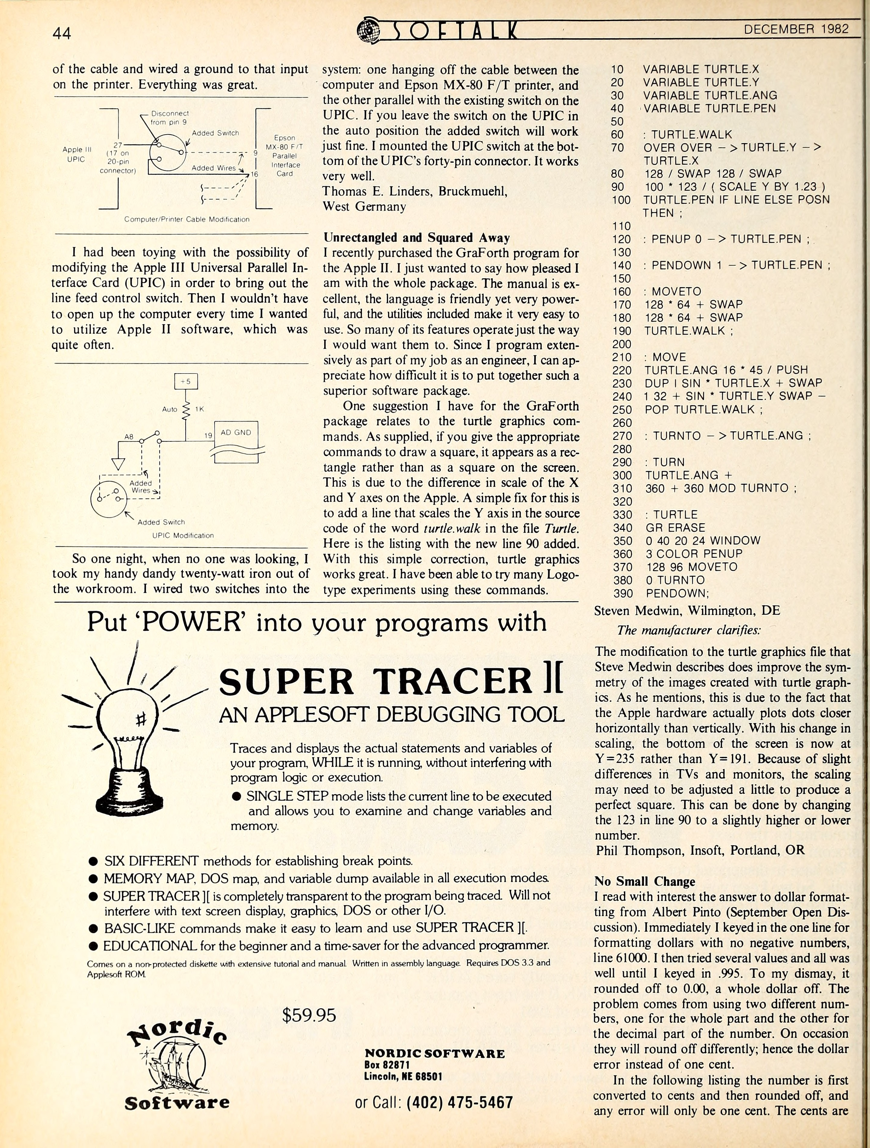 44
SOFTALK
DECEMBER 1982
of the cable and wired a ground to that input
on the printer. Everything was great.
Disconnect
from pin 9
Added Switch
Apple III
UPIC
27
(17 on
20-pin
connector)
9
Added Wires
16
Epson
MX-80 F/T
Parallel
Interface
Card
Computer/Printer Cable Modification
I had been toying with the possibility of
modifying the Apple III Universal Parallel In-
terface Card (UPIC) in order to bring out the
line feed control switch. Then I wouldn't have
to open up the computer every time I wanted
to utilize Apple II software, which was
quite often.
+5
Auto
1K
A8
19
AD GND
Added
Wires
Added Switch
UPIC Modification
So one night, when no one was looking, I
took my handy dandy twenty-watt iron out of
the workroom. I wired two switches into the
system: one hanging off the cable between the
computer and Epson MX-80 F/T printer, and
the other parallel with the existing switch on the
UPIC. If you leave the switch on the UPIC in
the auto position the added switch will work
just fine. I mounted the UPIC switch at the bot-
tom of the UPIC's forty-pin connector. It works
very well.
Thomas E. Linders, Bruckmuehl,
West Germany
Unrectangled and Squared Away
I recently purchased the GraForth program for
the Apple II. I just want to say how pleased I
am with the whole package. The manual is ex-
cellent, the language is friendly yet very power-
ful, and the utilities included make it very easy to
use. So many of its features operate just the way
I would want them to. Since I program exten-
sively as part of my job as an engineer, I can ap-
preciate how difficult it is to put together such a
superior software package.
One suggestion I have for the GraForth
package relates to the turtle graphics com-
mands. As supplied, if you give the appropriate
commands to draw a square, it appears as a rec-
tangle rather than as a square on the screen.
This is due to the difference in scale of the X
and Y axes on the Apple. A simple fix for this is
to add a line that scales the Y axis in the source
code of the word turtle.walk in the file Turtle.
Here is the listing with the new line 90 added.
With this simple correction, turtle graphics
works great. I have been able to try many Logo-
type experiments using these commands.
10 VARIABLE TURTLE.X
20 VARIABLE TURTLE.Y
30 VARIABLE TURTLE.ANG
40 VARIABLE TURTLE.PEN
50
60 : TURTLE.WALK
70 OVER OVER –> TURTLE.Y –>
TURTLE.X
80 128 / SWAP 128 / SWAP
90 100 * 123 / ( SCALE Y BY 1.23 )
100 TURTLE.PEN IF LINE ELSE POSN
THEN ;
110
120 : PENUP 0 –> TURTLE.PEN ;
130
140 : PENDOWN 1 –> TURTLE.PEN ;
150
160 : MOVETO
170 128 * 64 + SWAP
180 128 * 64 + SWAP
190 TURTLE.WALK ;
200
210 : MOVE
220 TURTLE.ANG 16 * 45 / PUSH
230 DUP I SIN * TURTLE.X + SWAP
240 1 32 + SIN * TURTLE.Y SWAP –
250 POP TURTLE.WALK ;
260
270 : TURNTO –> TURTLE.ANG ;
280
290 : TURN
300 TURTLE.ANG +
310 360 + 360 MOD TURNTO ;
320
330 : TURTLE
340 GR ERASE
350 0 40 20 24 WINDOW
360 3 COLOR PENUP
370 128 96 MOVETO
380 0 TURNTO
390 PENDOWN;
Steven Medwin, Wilmington, DE
The manufacturer clarifies:
The modification to the turtle graphics file that
Steve Medwin describes does improve the sym-
metry of the images created with turtle graph-
ics. As he mentions, this is due to the fact that
the Apple hardware actually plots dots closer
horizontally than vertically. With his change in
scaling, the bottom of the screen is now at
Y=235 rather than Y=191. Because of slight
differences in TVs and monitors, the scaling
may need to be adjusted a little to produce a
perfect square. This can be done by changing
the 123 in line 90 to a slightly higher or lower
number.
Phil Thompson, Insoft, Portland, OR
No Small Change
I read with interest the answer to dollar format-
ting from Albert Pinto (September Open Dis-
cussion). Immediately I keyed in the one line for
formatting dollars with no negative numbers,
line 61000. I then tried several values and all was
well until I keyed in .995. To my dismay, it
rounded off to 0.00, a whole dollar off. The
problem comes from using two different num-
bers, one for the whole part and the other for
the decimal part of the number. On occasion
they will round off differently; hence the dollar
error instead of one cent.
In the following listing the number is first
converted to cents and then rounded off, and
any error will only be one cent. The cents are
Put 'POWER' into your programs with
SUPER TRACER ][
AN APPLESOFT DEBUGGING TOOL
Traces and displays the actual statements and variables of
your program, WHILE it is running, without interfering with
program logic or execution.
● SINGLE STEP mode lists the current line to be executed
and allows you to examine and change variables and
memory.
● SIX DIFFERENT methods for establishing break points.
● MEMORY MAP, DOS map, and variable dump available in all execution modes.
● SUPER TRACER ][ is completely transparent to the program being traced. Will not
interfere with text screen display, graphics, DOS or other I/O.
● BASIC-LIKE commands make it easy to learn and use SUPER TRACER ][.
● EDUCATIONAL for the beginner and a time-saver for the advanced programmer.
Comes on a non-protected diskette with extensive tutorial and manual. Written in assembly language. Requires DOS 3.3 and
Applesoft ROM.
$59.95
Nordic
Software
NORDIC SOFTWARE
Box 82871
Lincoln, NE 68501
or Call: (402) 475-5467